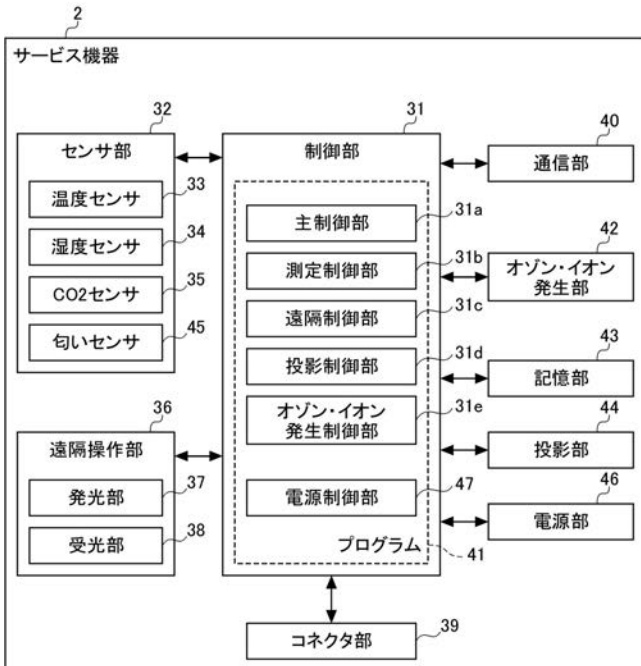 2
サービス機器
32
センサ部
温度センサ
33
湿度センサ
34
CO2センサ
35
匂いセンサ
45
36
遠隔操作部
発光部
37
受光部
38
31
制御部
主制御部
31a
測定制御部
31b
遠隔制御部
31c
投影制御部
31d
オゾン・イオン
発生制御部
31e
電源制御部
47
プログラム
41
40
通信部
42
オゾン・イオン
発生部
43
記憶部
44
投影部
46
電源部
コネクタ部
39